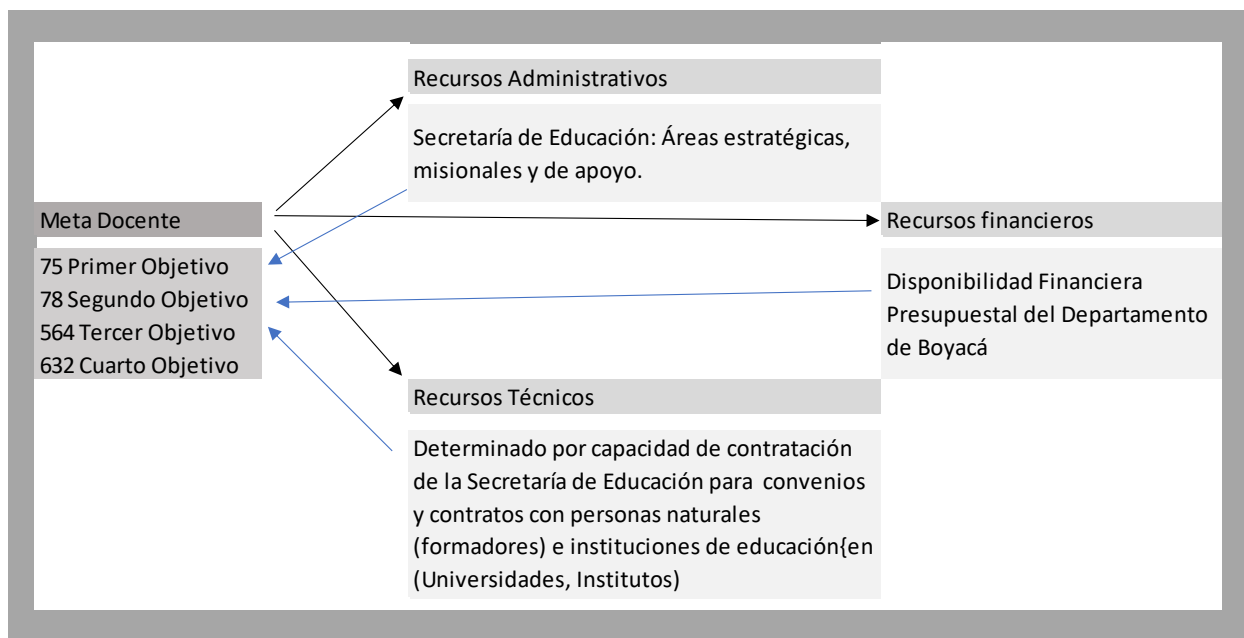 Recursos Administrativos
Secretaría de Educación: Áreas estratégicas,
misionales y de apoyo.
Meta Docente
75 Primer Objetivo
78 Segundo Objetivo
564 Tercer Objetivo
632 Cuarto Objetivo
Recursos financieros
Disponibilidad Financiera
Presupuestal del Departamento
de Boyacá
Recursos Técnicos
Determinado por capacidad de contratación
de la Secretaría de Educación para convenios
y contratos con personas naturales
(formadores) e instituciones de educación{en
(Universidades, Institutos)